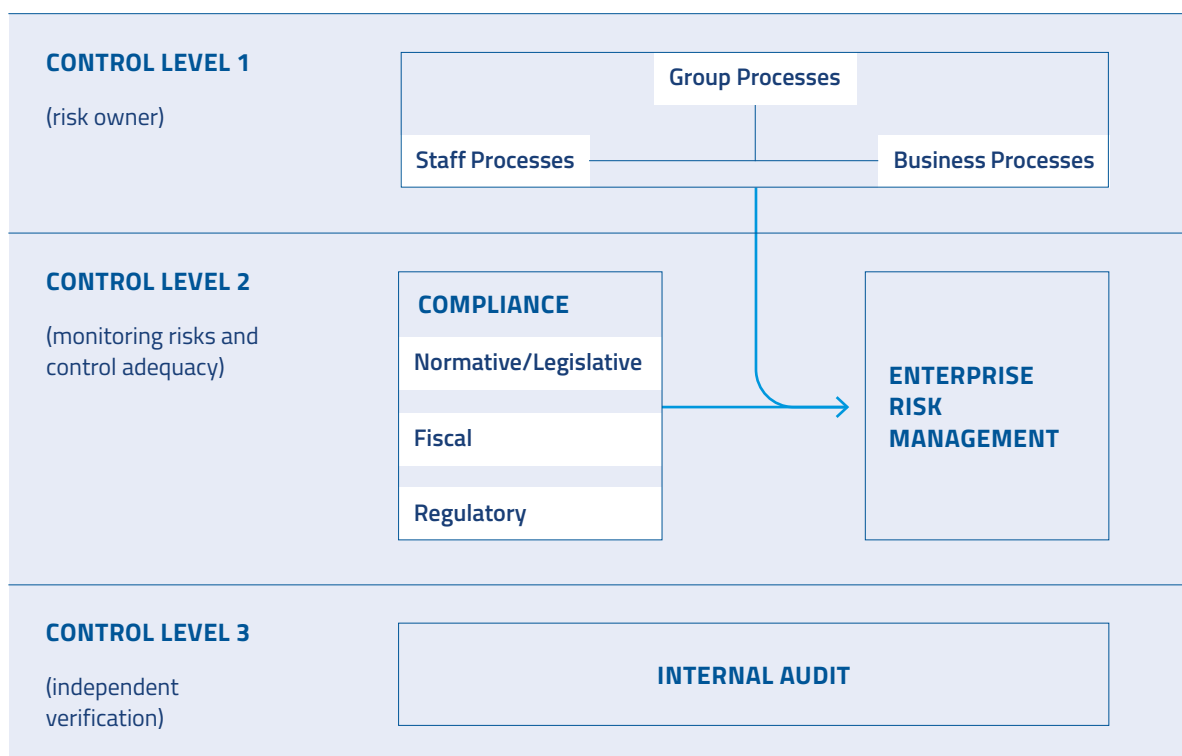 CONTROL LEVEL 1
(risk owner)
Group Processes
Staff Processes
Business Processes
CONTROL LEVEL 2
(monitoring risks and
control adequacy)
COMPLIANCE
Normative/Legislative
Fiscal
Regulatory
ENTERPRISE
RISK
MANAGEMENT
CONTROL LEVEL 3
(independent
verification)
INTERNAL AUDIT